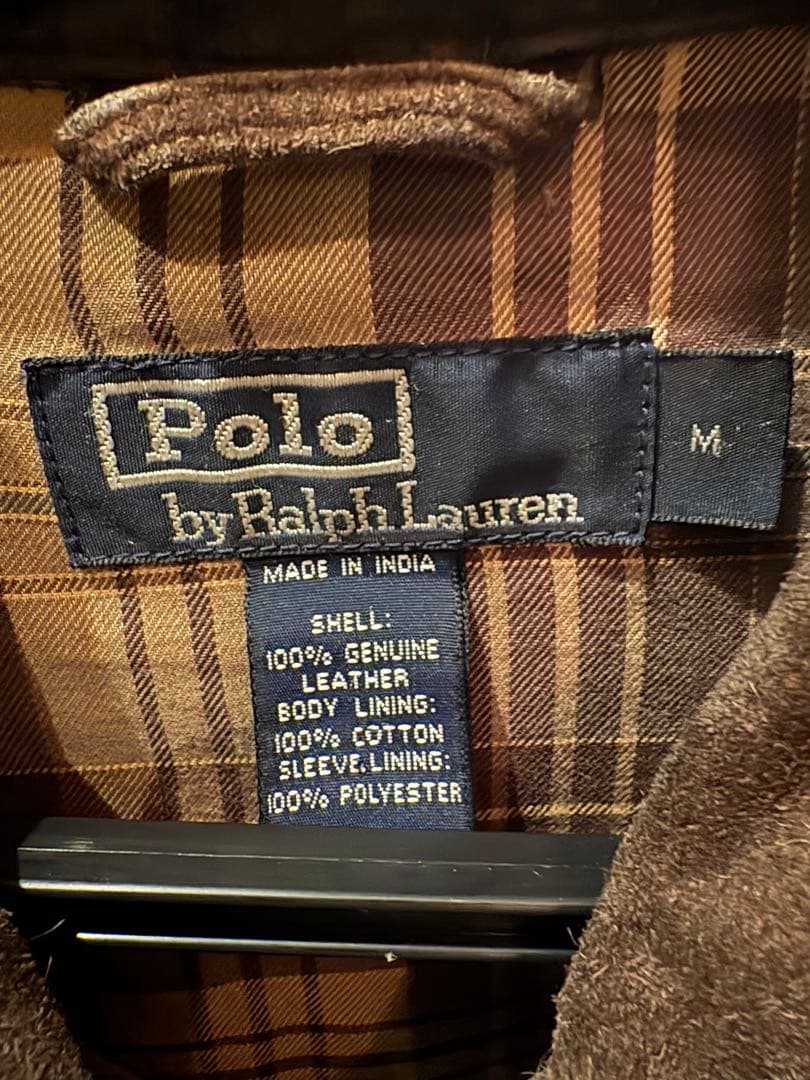 Polo
by Ralph Lauren
M
MADE IN INDIA
SHELL:
100% GENUINE
LEATHER
BODY LINING:
100% COTTON
SLEEVE.LINING:
100% POLYESTER